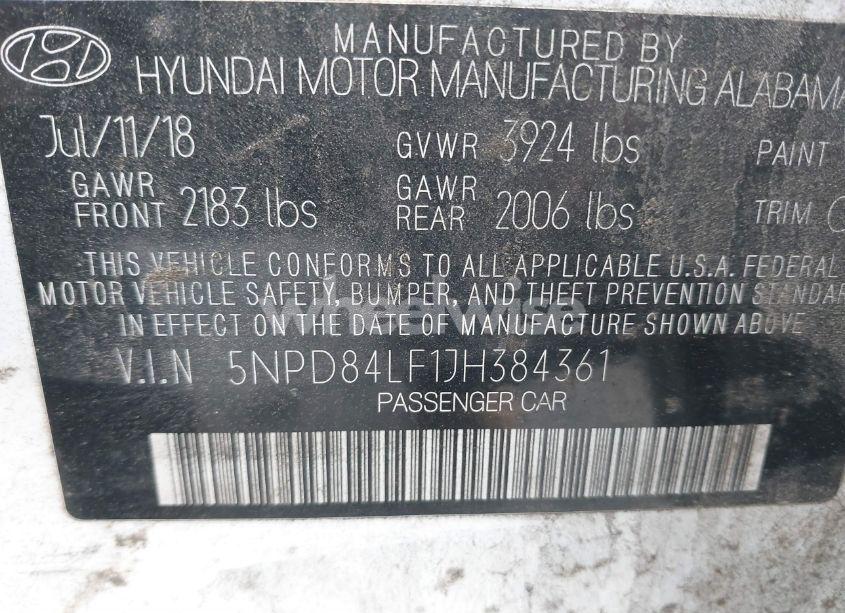 MANUFACTURED BY
HYUNDAI MOTOR MANUFACTURING ALABAMA
Jul/11/18 GVWR 3924 lbs PAINT
GAWR FRONT 2183 lbs GAWR REAR 2006 lbs TRIM
THIS VEHICLE CONFORMS TO ALL APPLICABLE U.S.A. FEDERAL
MOTOR VEHICLE SAFETY, BUMPER, AND THEFT PREVENTION STANDAR
IN EFFECT ON THE DATE OF MANUFACTURE SHOWN ABOVE.
V.I.N 5NPD84LF1JH384361
PASSENGER CAR
wheelwise